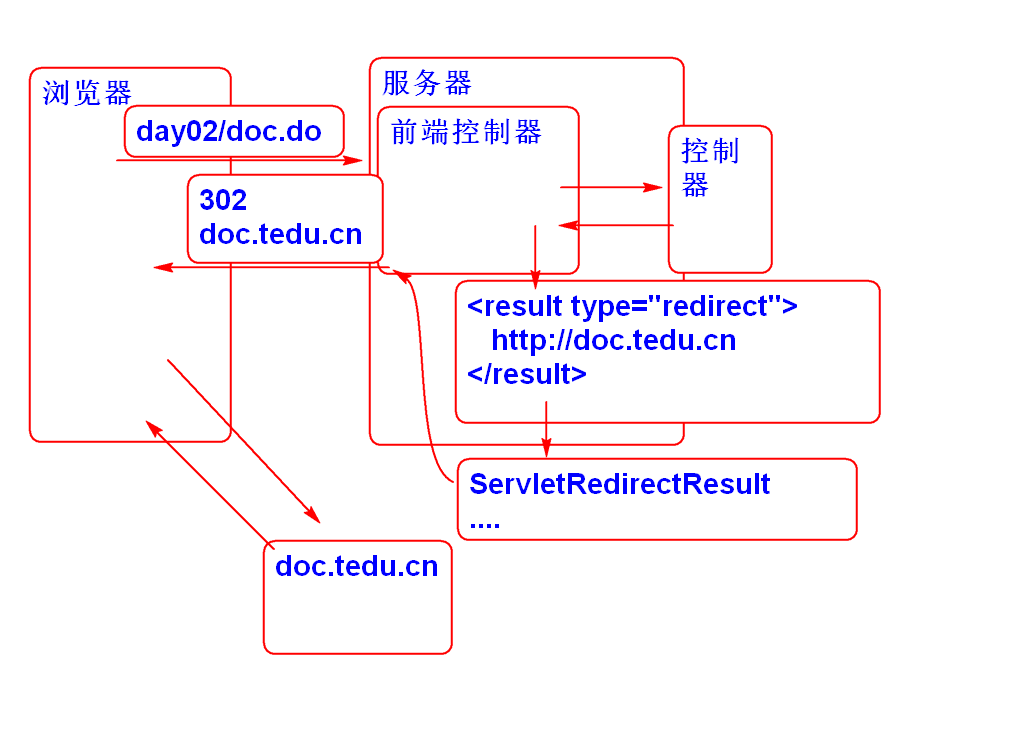 浏览器
day02/doc.do
302
doc.tedu.cn
服务器
前端控制器
控制
器
<result type="redirect">
http://doc.tedu.cn
</result>
ServletRedirectResult
....
doc.tedu.cn